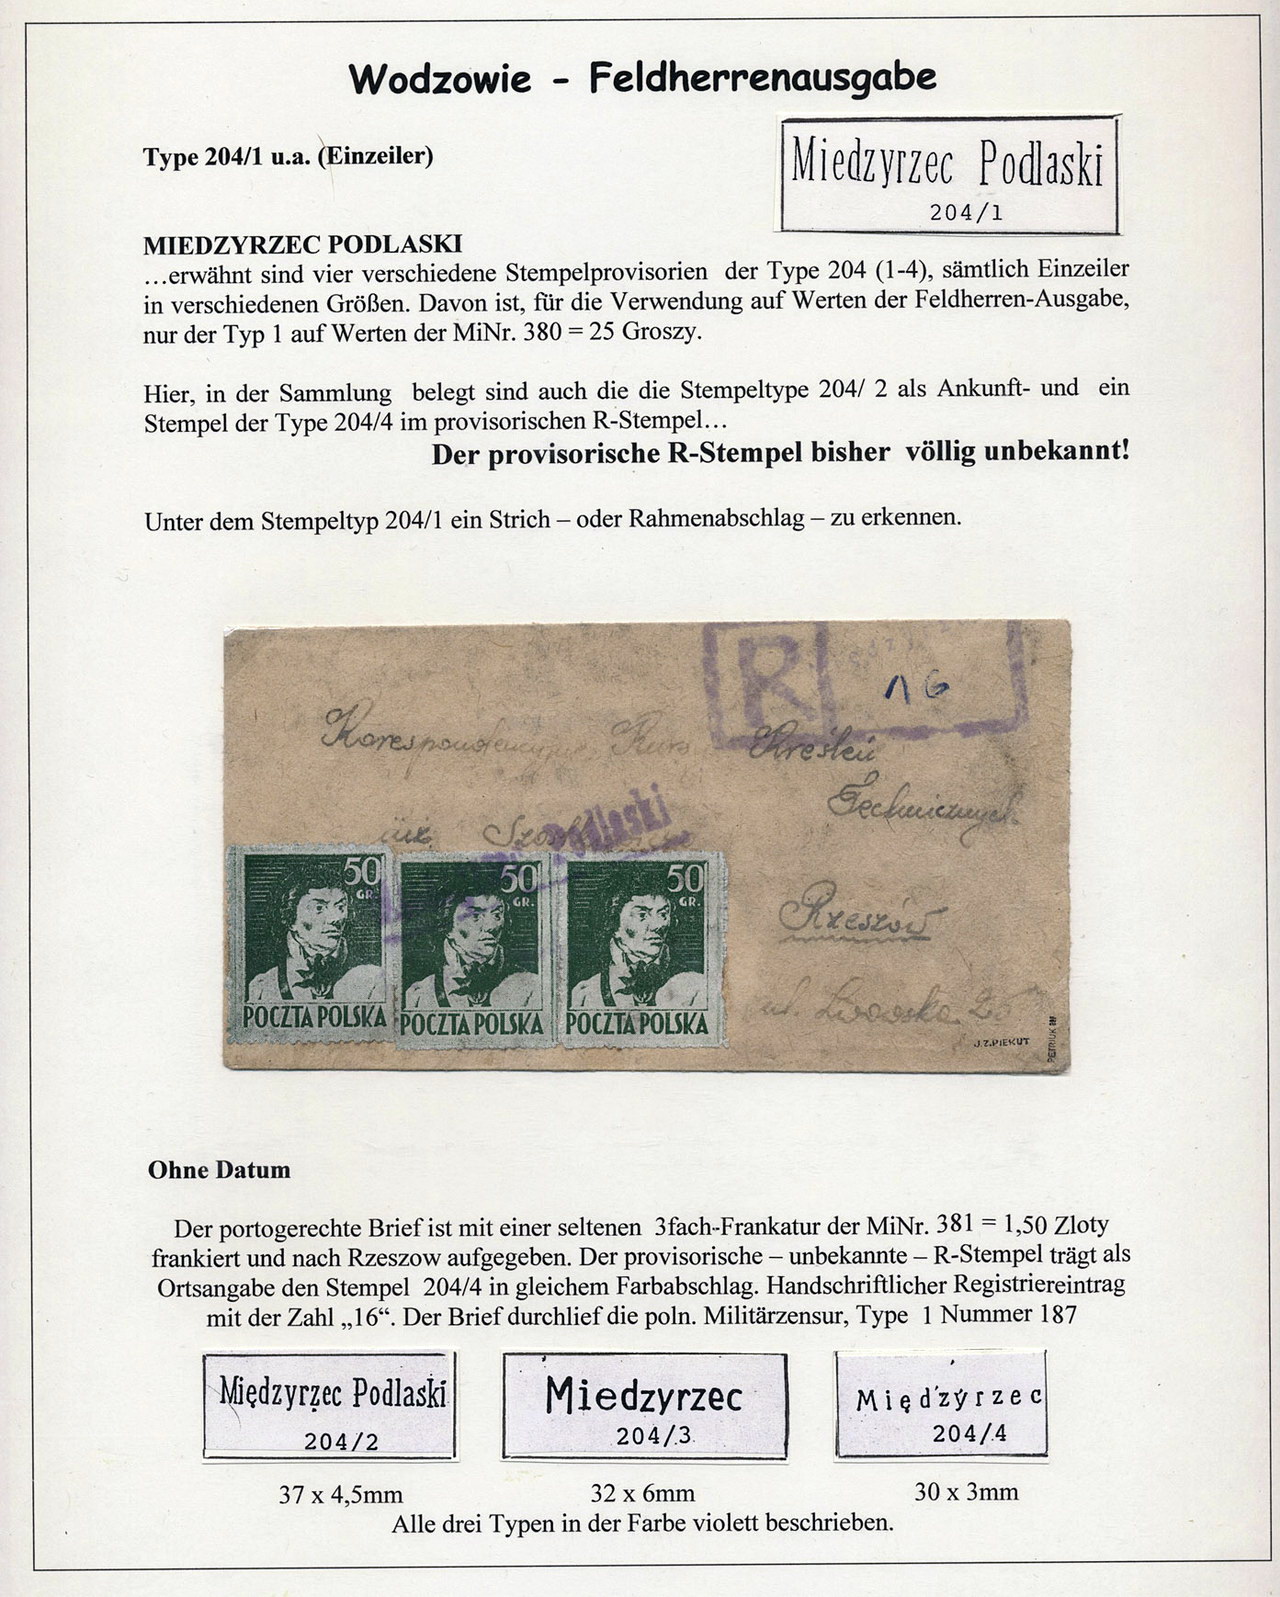 Wodzowie - Feldherrenausgabe
Type 204/1 u.a. (Einzeiler)
Miedzyrzec Podlaski
204/1
MIEDZYRZEC PODLASKI
…erwähnt sind vier verschiedene Stempelprovisorien der Type 204 (1-4), sämtlich Einzeiler
in verschiedenen Größen. Davon ist, für die Verwendung auf Werten der Feldherren-Ausgabe,
nur der Typ 1 auf Werten der MiNr. 380 = 25 Groszy.
Hier, in der Sammlung belegt sind auch die die Stempeltype 204/ 2 als Ankunft- und ein
Stempel der Type 204/4 im provisorischen R-Stempel…
Der provisorische R-Stempel bisher völlig unbekannt!
Unter dem Stempeltyp 204/1 ein Strich – oder Rahmenabschlag – zu erkennen.
R
16
Korespondencyjne Kurs Kreśleń
Technicznych
inż.
Podlaski
50 GR.
50 GR.
50 GR.
POCZTA POLSKA
POCZTA POLSKA
POCZTA POLSKA
Rzeszów
ul. Lwowska 25
J.Z.PIEKUT
PETRIUK
Ohne Datum
Der portogerechte Brief ist mit einer seltenen 3fach-Frankatur der MiNr. 381 = 1,50 Zloty
frankiert und nach Rzeszow aufgegeben. Der provisorische – unbekannte – R-Stempel trägt als
Ortsangabe den Stempel 204/4 in gleichem Farbabschlag. Handschriftlicher Registriereintrag
mit der Zahl „16“. Der Brief durchlief die poln. Militärzensur, Type 1 Nummer 187
Międzyrzec Podlaski
204/2
Miedzyrzec
204/3
Międzyrzec
204/4
37 x 4,5mm
32 x 6mm
30 x 3mm
Alle drei Typen in der Farbe violett beschrieben.